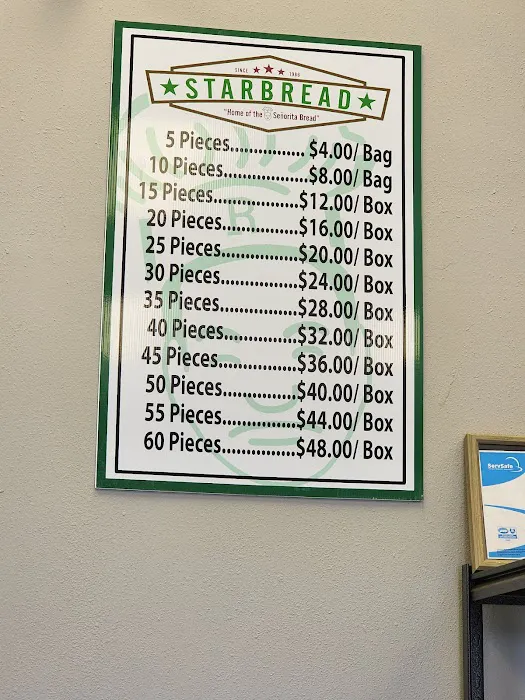 SINCE ★★★ 1986
★STARBREAD★
"Home of the Señorita Bread"
5 Pieces.................. $4.00/ Bag
10 Pieces..................$8.00/ Bag
15 Pieces..................$12.00/ Box
20 Pieces..................$16.00/ Box
25 Pieces..................$20.00/ Box
30 Pieces..................$24.00/ Box
35 Pieces..................$28.00/ Box
40 Pieces..................$32.00/ Box
45 Pieces..................$36.00/ Box
50 Pieces..................$40.00/ Box
55 Pieces..................$44.00/ Box
60 Pieces..................$48.00/ Box
ServSafe